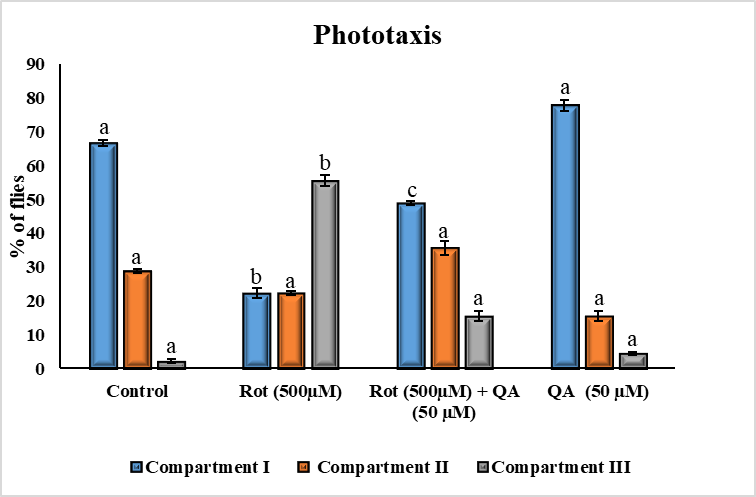 Phototaxis
90
80
70
60
50
40
30
20
10
0
% of flies
a
a
a
b
a
b
c
a
a
a
a
a
Control
Rot (500µM)
Rot (500µM) + QA
(50 µM)
QA (50 µM)
Compartment I
Compartment II
Compartment III